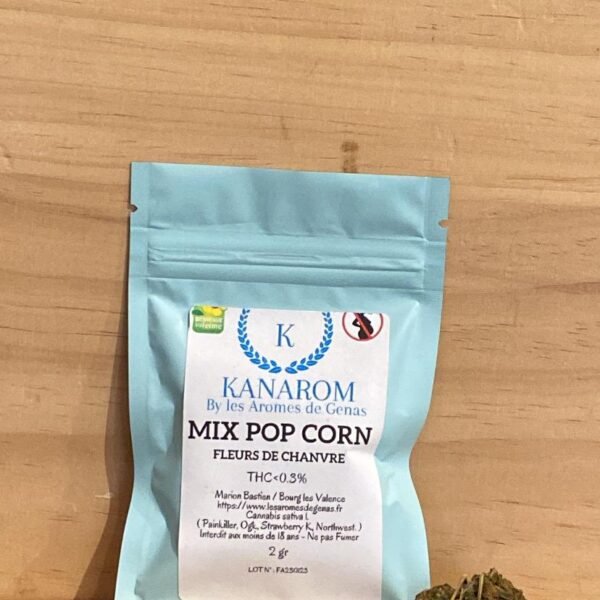 K
KANAROM
By les Aromes de Genas
MIX POP CORN
FLEURS DE CHANVRE
THC<0.3%
Marion Bastien / Bourg les Valence
https://www.lesaromesdegenas.fr
Cannabis sativa l.
( Painkiller, Ogk, Strawberry K, Northwest. )
Interdit aux moins de 18 ans - Ne pas Fumer
2 gr
LOT N° : FA250125